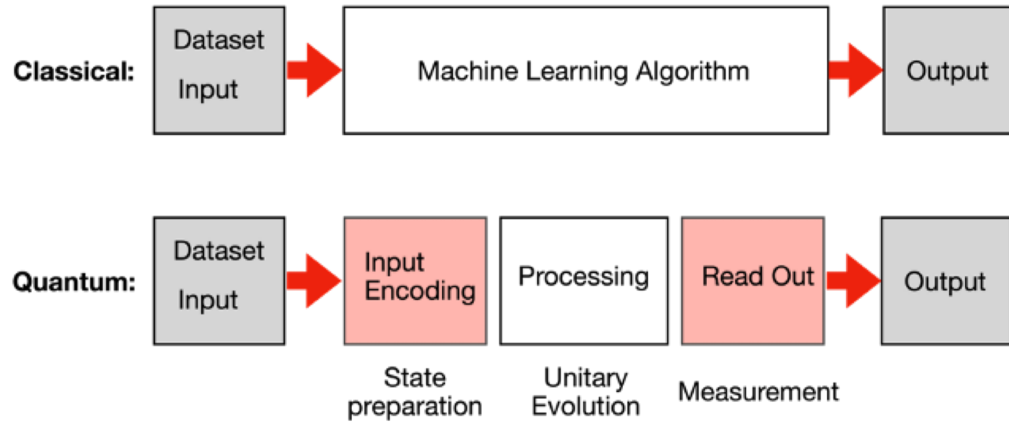 Classical:
Dataset
Input
Machine Learning Algorithm
Output
Quantum:
Dataset
Input
Input
Encoding
Processing
Read Out
Output
State
preparation
Unitary
Evolution
Measurement